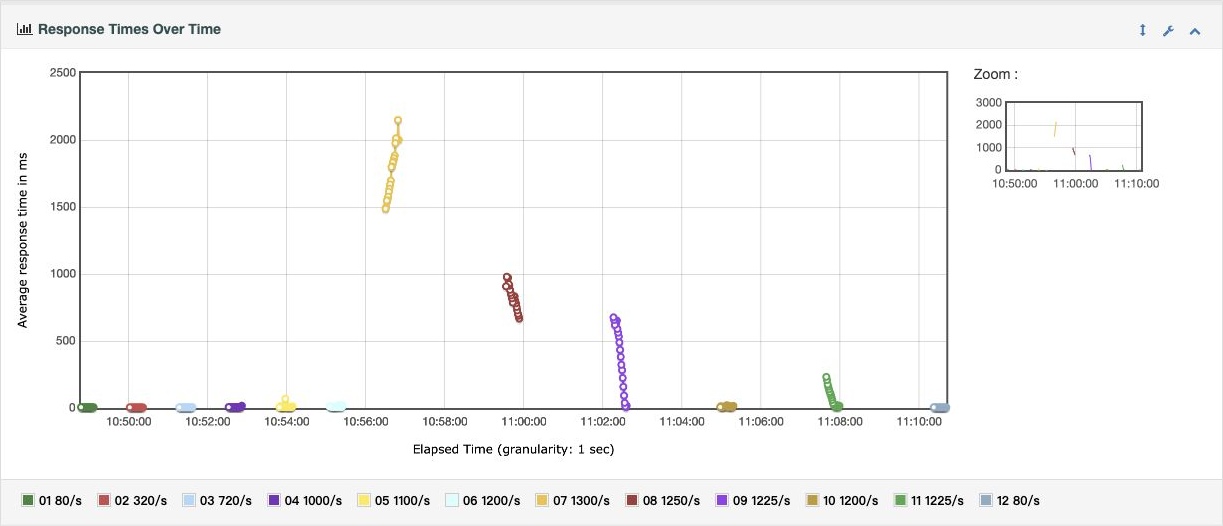 Response Times Over Time
Zoom :
2500
2000
1500
1000
500
0
Average response time in ms
10:50:00 10:52:00 10:54:00 10:56:00 10:58:00 11:00:00 11:02:00 11:04:00 11:06:00 11:08:00 11:10:00
Elapsed Time (granularity: 1 sec)
3000
2000
1000
0
10:50:00 11:00:00 11:10:00
01 80/s 02 320/s 03 720/s 04 1000/s 05 1100/s 06 1200/s 07 1300/s 08 1250/s 09 1225/s 10 1200/s 11 1225/s 12 80/s